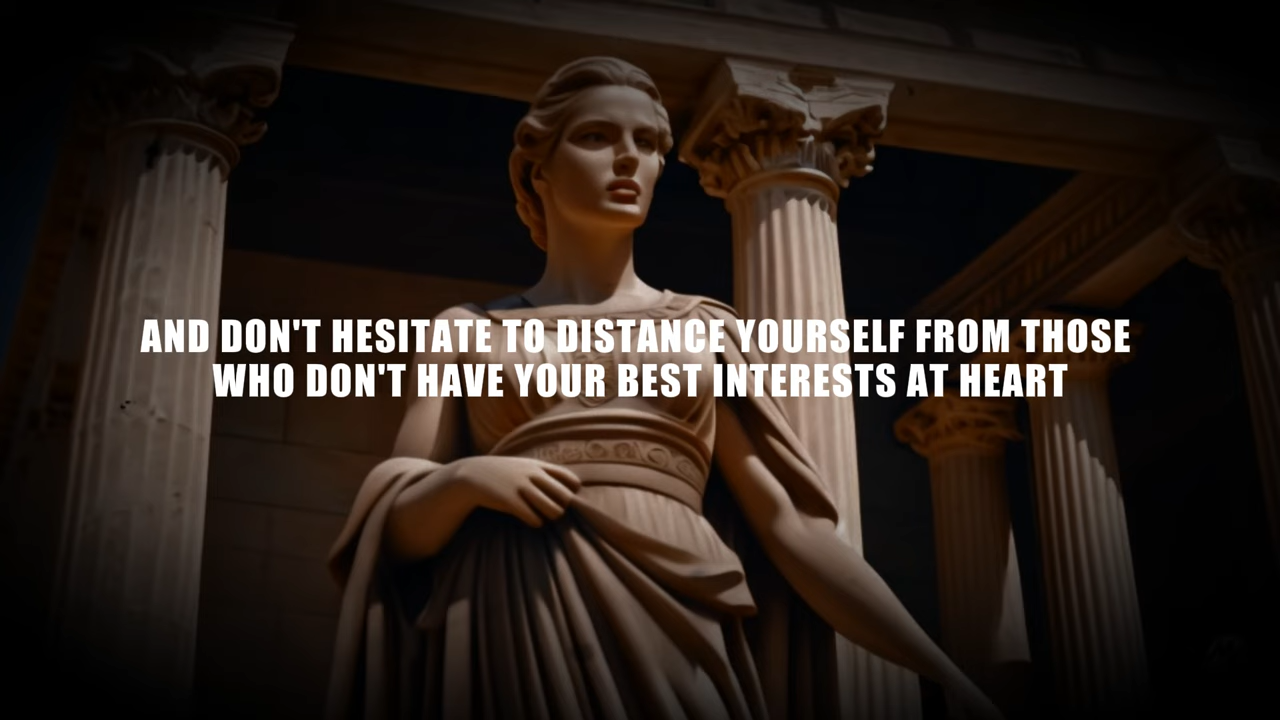 AND DON'T HESITATE TO DISTANCE YOURSELF FROM THOSE
WHO DON'T HAVE YOUR BEST INTERESTS AT HEART